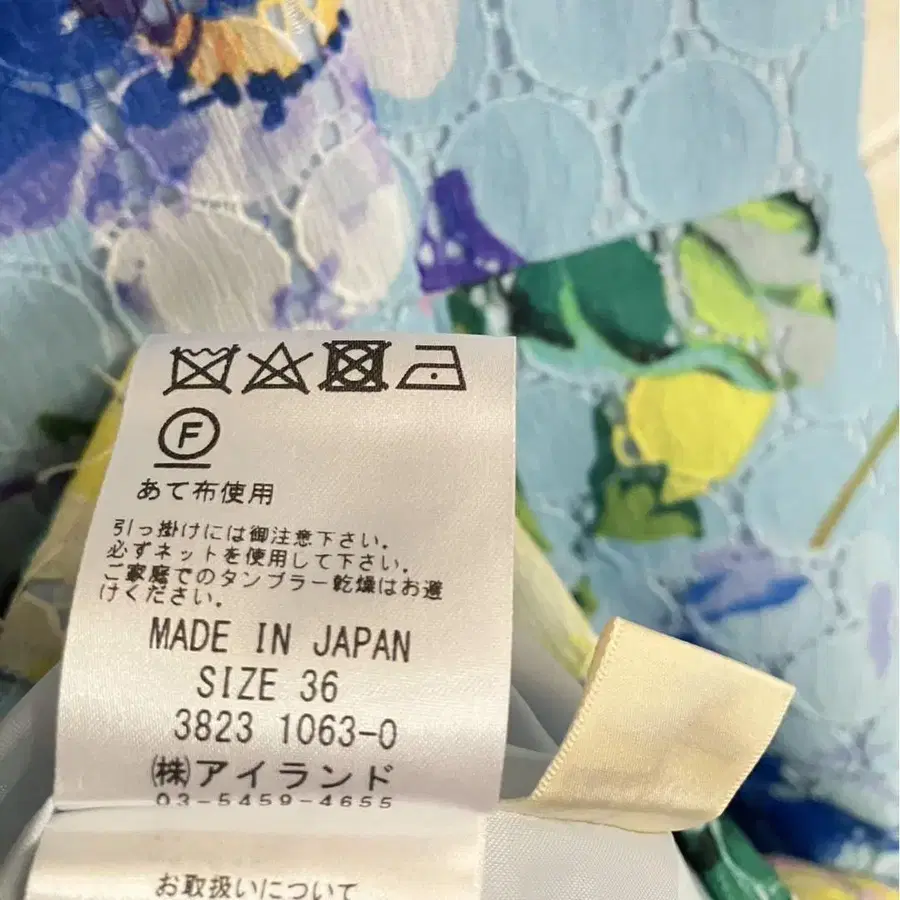 F
あて布使用
引っ掛けには御注意下さい.
必ずネットを使用して下さい.
ご家庭でのタンブラー乾燥はお避
けください.
MADE IN JAPAN
SIZE 36
3823 1063-0
㈱アイランド
03-5459-4655
お取扱いについて